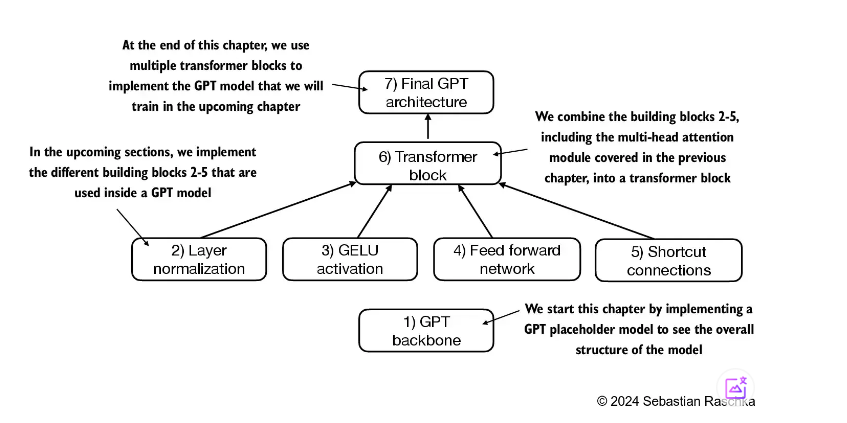 At the end of this chapter, we use
multiple transformer blocks to
implement the GPT model that we will
train in the upcoming chapter
7) Final GPT
architecture
We combine the building blocks 2-5,
including the multi-head attention
module covered in the previous
chapter, into a transformer block
6) Transformer
block
In the upcoming sections, we implement
the different building blocks 2-5 that are
used inside a GPT model
2) Layer
normalization
3) GELU
activation
4) Feed forward
network
5) Shortcut
connections
1) GPT
backbone
We start this chapter by implementing a
GPT placeholder model to see the overall
structure of the model
© 2024 Sebastian Raschka